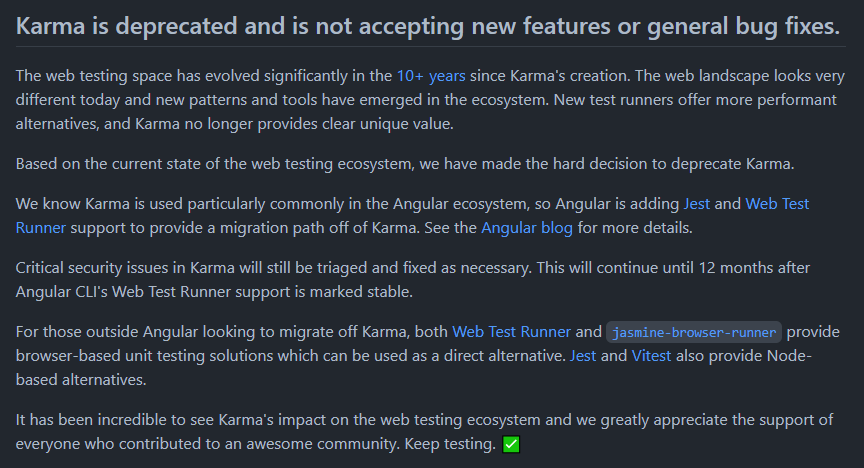 Karma is deprecated and is not accepting new features or general bug fixes.
The web testing space has evolved significantly in the 10+ years since Karma's creation. The web landscape looks very
different today and new patterns and tools have emerged in the ecosystem. New test runners offer more performant
alternatives, and Karma no longer provides clear unique value.
Based on the current state of the web testing ecosystem, we have made the hard decision to deprecate Karma.
We know Karma is used particularly commonly in the Angular ecosystem, so Angular is adding Jest and Web Test
Runner support to provide a migration path off of Karma. See the Angular blog for more details.
Critical security issues in Karma will still be triaged and fixed as necessary. This will continue until 12 months after
Angular CLI's Web Test Runner support is marked stable.
For those outside Angular looking to migrate off Karma, both Web Test Runner and jasmine-browser-runner provide
browser-based unit testing solutions which can be used as a direct alternative. Jest and Vitest also provide Node-
based alternatives.
It has been incredible to see Karma's impact on the web testing ecosystem and we greatly appreciate the support of
everyone who contributed to an awesome community. Keep testing. ✅